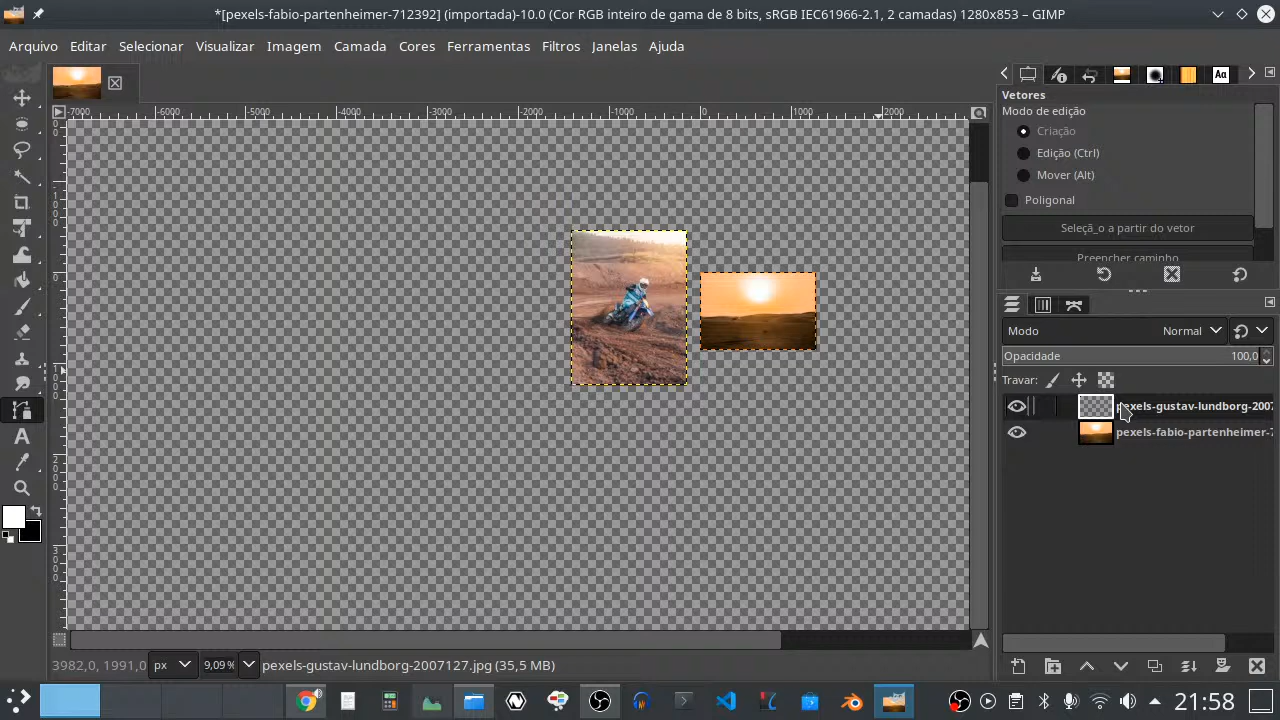 *[pexels-fabio-partenheimer-712392] (importada)-10.0 (Cor RGB inteiro de gama de 8 bits, sRGB IEC61966-2.1, 2 camadas) 1280x853 – GIMP
Arquivo Editar Selecionar Visualizar Imagem Camada Cores Ferramentas Filtros Janelas Ajuda
Aα
Vetores
Modo de edição
Criação
Edição (Ctrl)
Mover (Alt)
Poligonal
Seleçã_o a partir do vetor
Preencher caminho
-7000 -6000 -5000 -4000 -3000 -2000 -1000 0 1000 2000
Modo Normal
Opacidade 100,0
Travar:
pexels-gustav-lundborg-2007
pexels-fabio-partenheimer-7
3982,0, 1991,0 px 9,09% pexels-gustav-lundborg-2007127.jpg (35,5 MB)
21:58